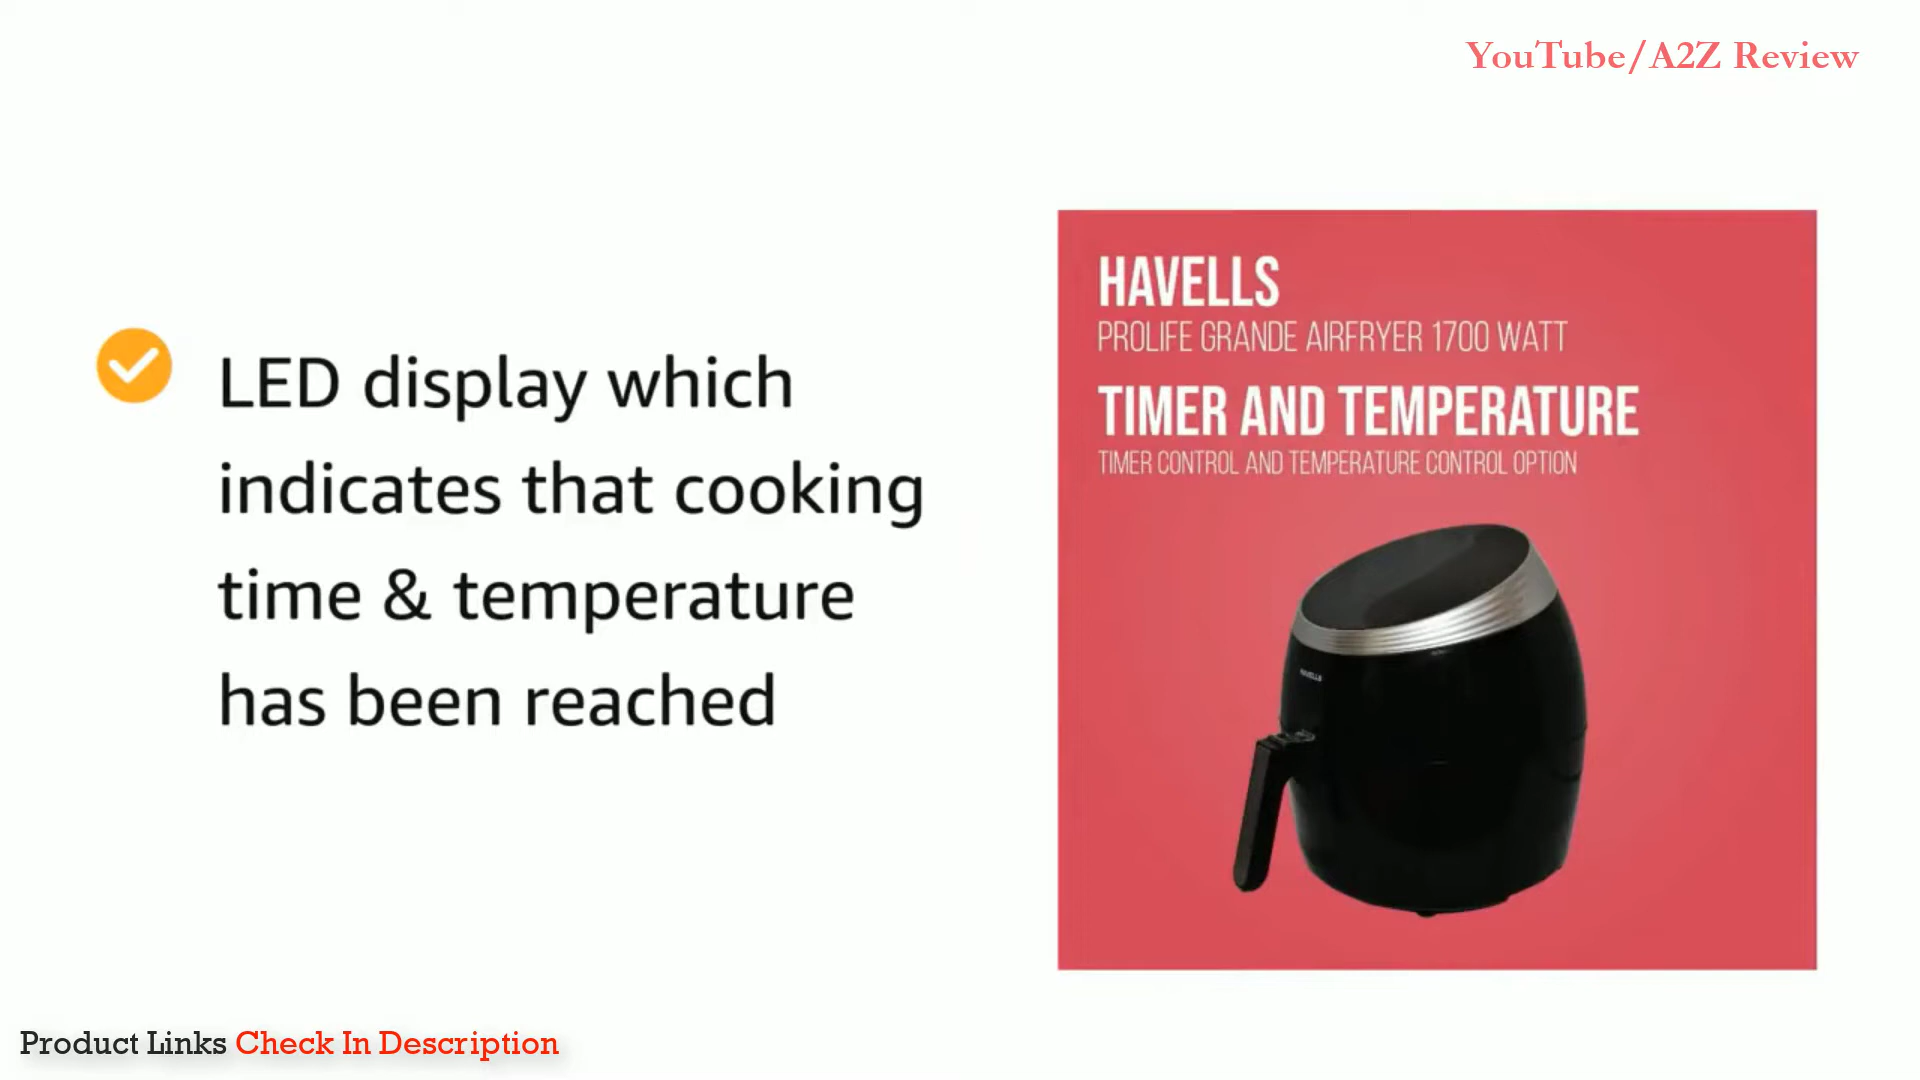 YouTube/A2Z Review
LED display which
indicates that cooking
time & temperature
has been reached
HAVELLS
PROLIFE GRANDE AIRFRYER 1700 WATT
TIMER AND TEMPERATURE
TIMER CONTROL AND TEMPERATURE CONTROL OPTION
HAVELLS
Product Links Check In Description